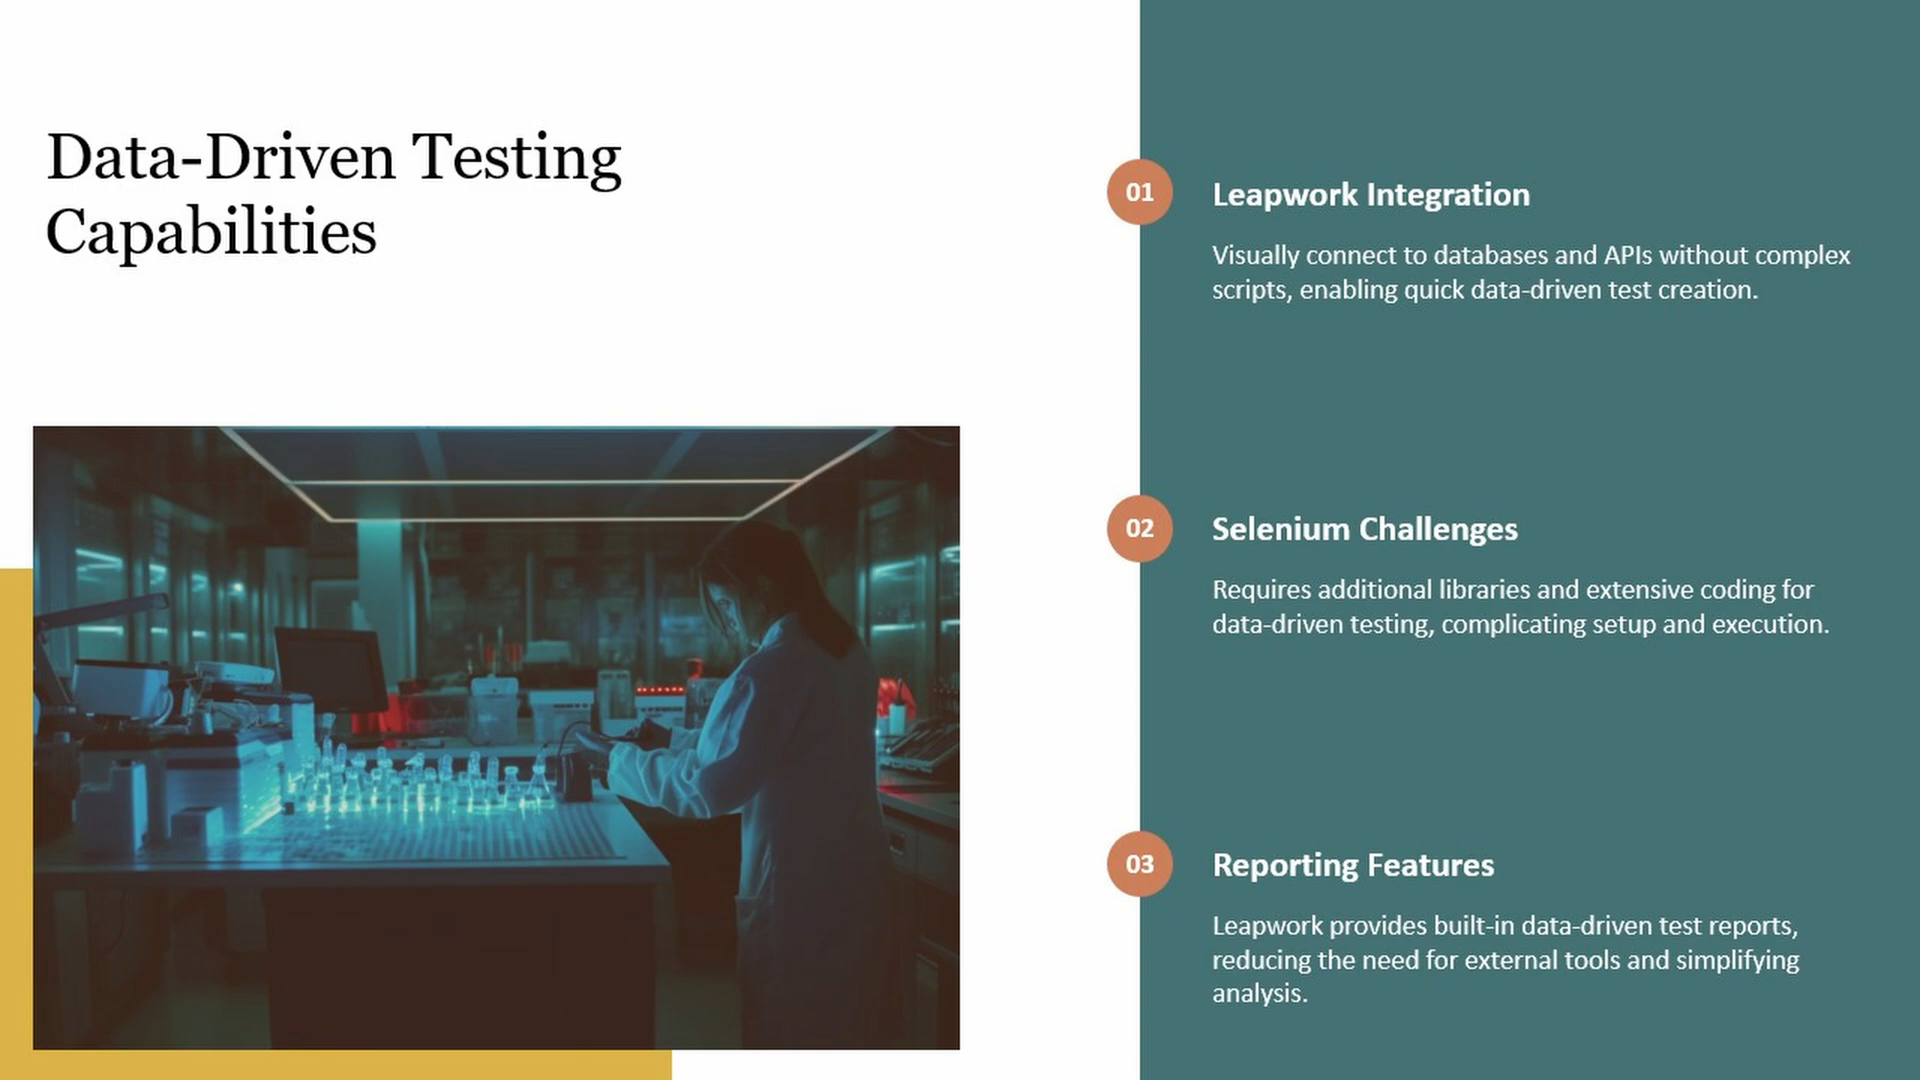 Data-Driven Testing
Capabilities
01
Leapwork Integration
Visually connect to databases and APIs without complex
scripts, enabling quick data-driven test creation.
02
Selenium Challenges
Requires additional libraries and extensive coding for
data-driven testing, complicating setup and execution.
03
Reporting Features
Leapwork provides built-in data-driven test reports,
reducing the need for external tools and simplifying
analysis.